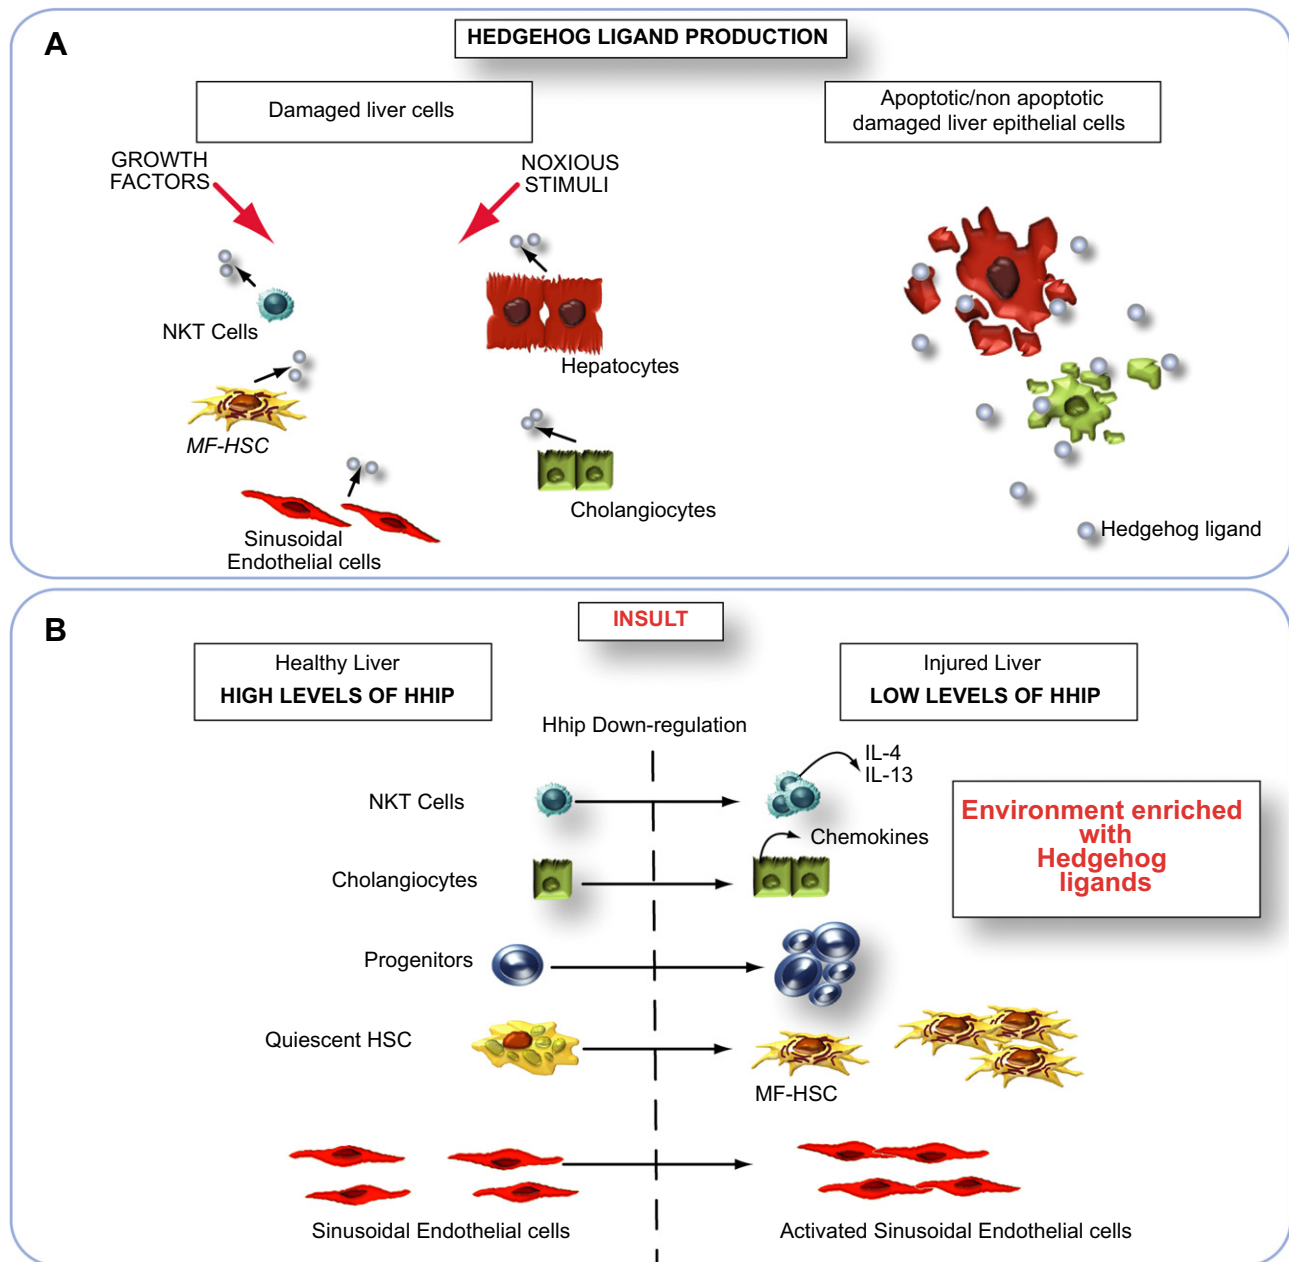 A
HEDGEHOG LIGAND PRODUCTION
Damaged liver cells
Apoptotic/non apoptotic
damaged liver epithelial cells
GROWTH
FACTORS
NOXIOUS
STIMULI
NKT Cells
Hepatocytes
MF-HSC
Cholangiocytes
Sinusoidal
Endothelial cells
Hedgehog ligand
B
INSULT
Healthy Liver
HIGH LEVELS OF HHIP
Injured Liver
LOW LEVELS OF HHIP
Hhip Down-regulation
IL-4
IL-13
NKT Cells
Environment enriched
with
Hedgehog
ligands
Chemokines
Cholangiocytes
Progenitors
Quiescent HSC
MF-HSC
Sinusoidal Endothelial cells
Activated Sinusoidal Endothelial cells